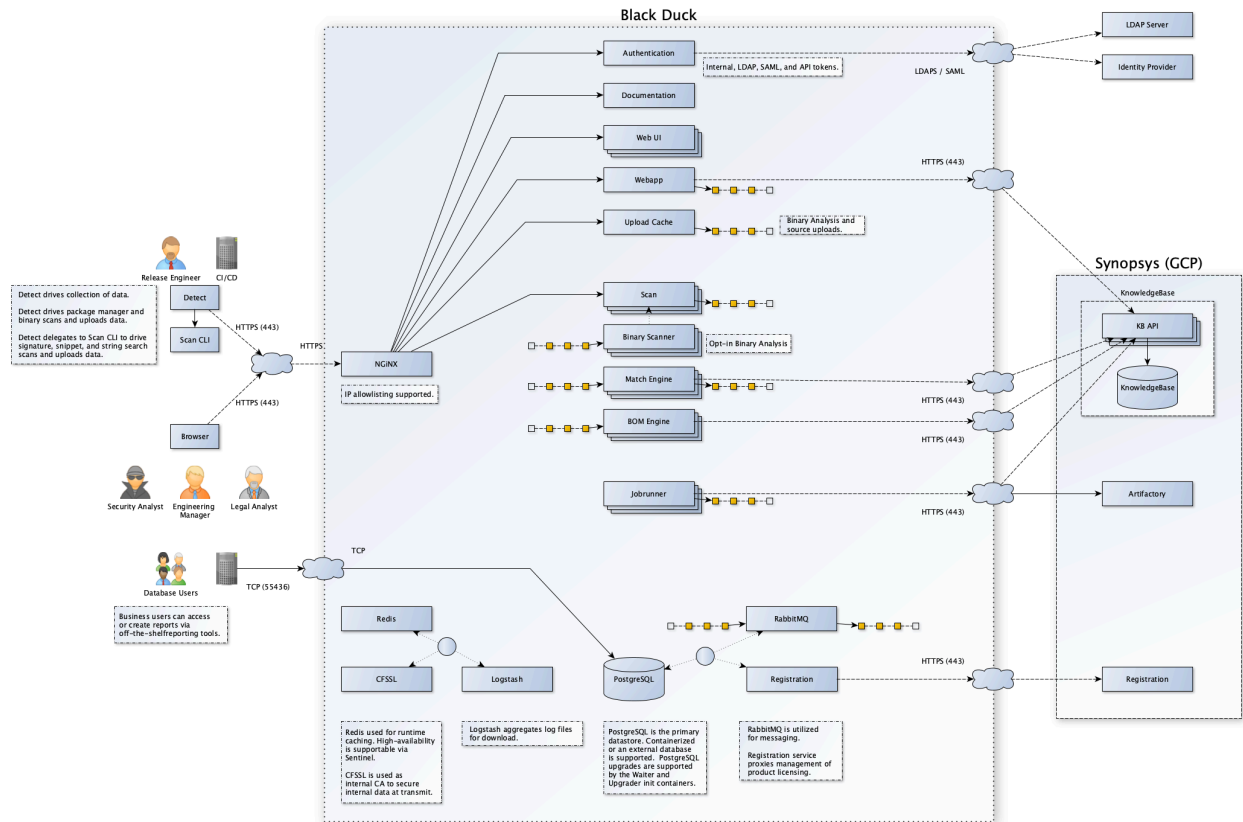 Black Duck
LDAP Server
Authentication
Internal, LDAP, SAML, and API tokens.
LDAPS / SAML
Identity Provider
Documentation
Web UI
HTTPS (443)
Webapp
Upload Cache
Binary Analysis and
source uploads.
Release Engineer
CI/CD
Synopsys (GCP)
Detect drives collection of data.
Detect drives package manager and
binary scans and uploads data.
Detect delegates to Scan CLI to drive
signature, snippet, and string search
scans and uploads data.
Detect
Scan CLI
HTTPS (443)
HTTPS
NGiNX
IP allowlisting supported.
HTTPS (443)
Browser
Scan
Binary Scanner
Opt-in Binary Analysis
Match Engine
HTTPS (443)
BOM Engine
HTTPS (443)
KnowledgeBase
KB API
KnowledgeBase
Security Analyst
Engineering
Manager
Legal Analyst
Jobrunner
HTTPS (443)
Artifactory
TCP
TCP (55436)
Database Users
Business users can access
or create reports via
off-the-shelfreporting tools.
Redis
CFSSL
Logstash
PostgreSQL
RabbitMQ
Registration
HTTPS (443)
Registration
Redis used for runtime
caching. High-availability
is supportable via
Sentinel.
CFSSL is used as
internal CA to secure
internal data at transmit.
Logstash aggregates log files
for download.
PostgreSQL is the primary
datastore. Containerized
or an external database
is supported. PostgreSQL
upgrades are supported
by the Waiter and
Upgrader init containers.
RabbitMQ is utilized
for messaging.
Registration service
proxies management of
product licensing.